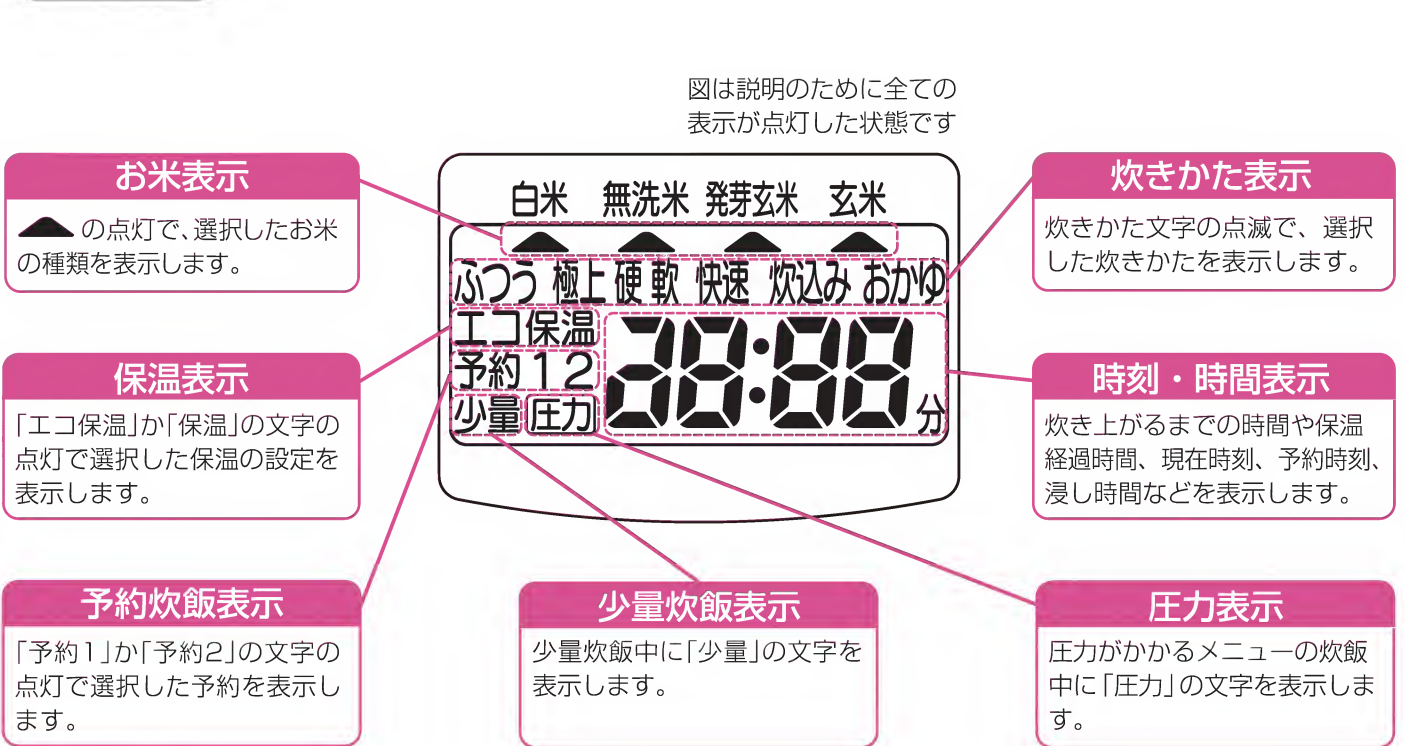 図は説明のために全ての
表示が点灯した状態です
お米表示
の点灯で、選択したお米
の種類を表示します。
保温表示
「エコ保温」か「保温」の文字の
点灯で選択した保温の設定を
表示します。
予約炊飯表示
「予約1」か「予約2」の文字の
点灯で選択した予約を表示し
ます。
白米 無洗米 発芽玄米 玄米
ふつう 極上 硬 軟 快速 炊込み おかゆ
エコ保温
予約12
少量 圧力
38:88 分
少量炊飯表示
少量炊飯中に「少量」の文字を
表示します。
炊きかた表示
炊きかた文字の点滅で、選択
した炊きかたを表示します。
時刻・時間表示
炊き上がるまでの時間や保温
経過時間、現在時刻、予約時刻、
浸し時間などを表示します。
圧力表示
圧力がかかるメニューの炊飯
中に「圧力」の文字を表示しま
す。